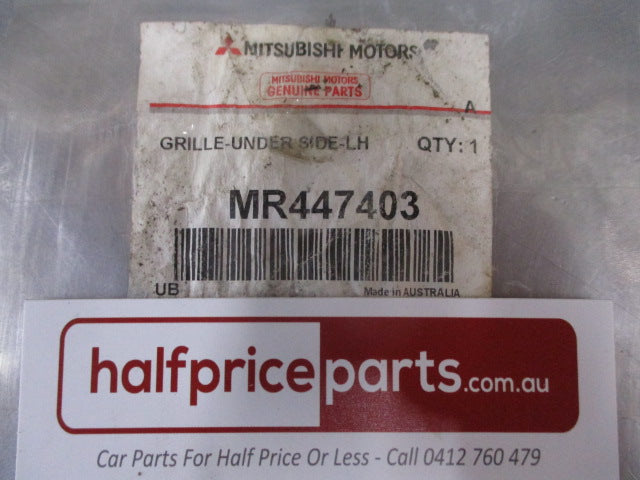 MITSUBISHI MOTORS
MITSUBISHI MOTORS
GENUINE PARTS
A
GRILLE-UNDER SIDE-LH QTY: 1
MR447403
UB Made in AUSTRALIA
halfpriceparts.com.au
Car Parts For Half Price Or Less - Call 0412 760 479